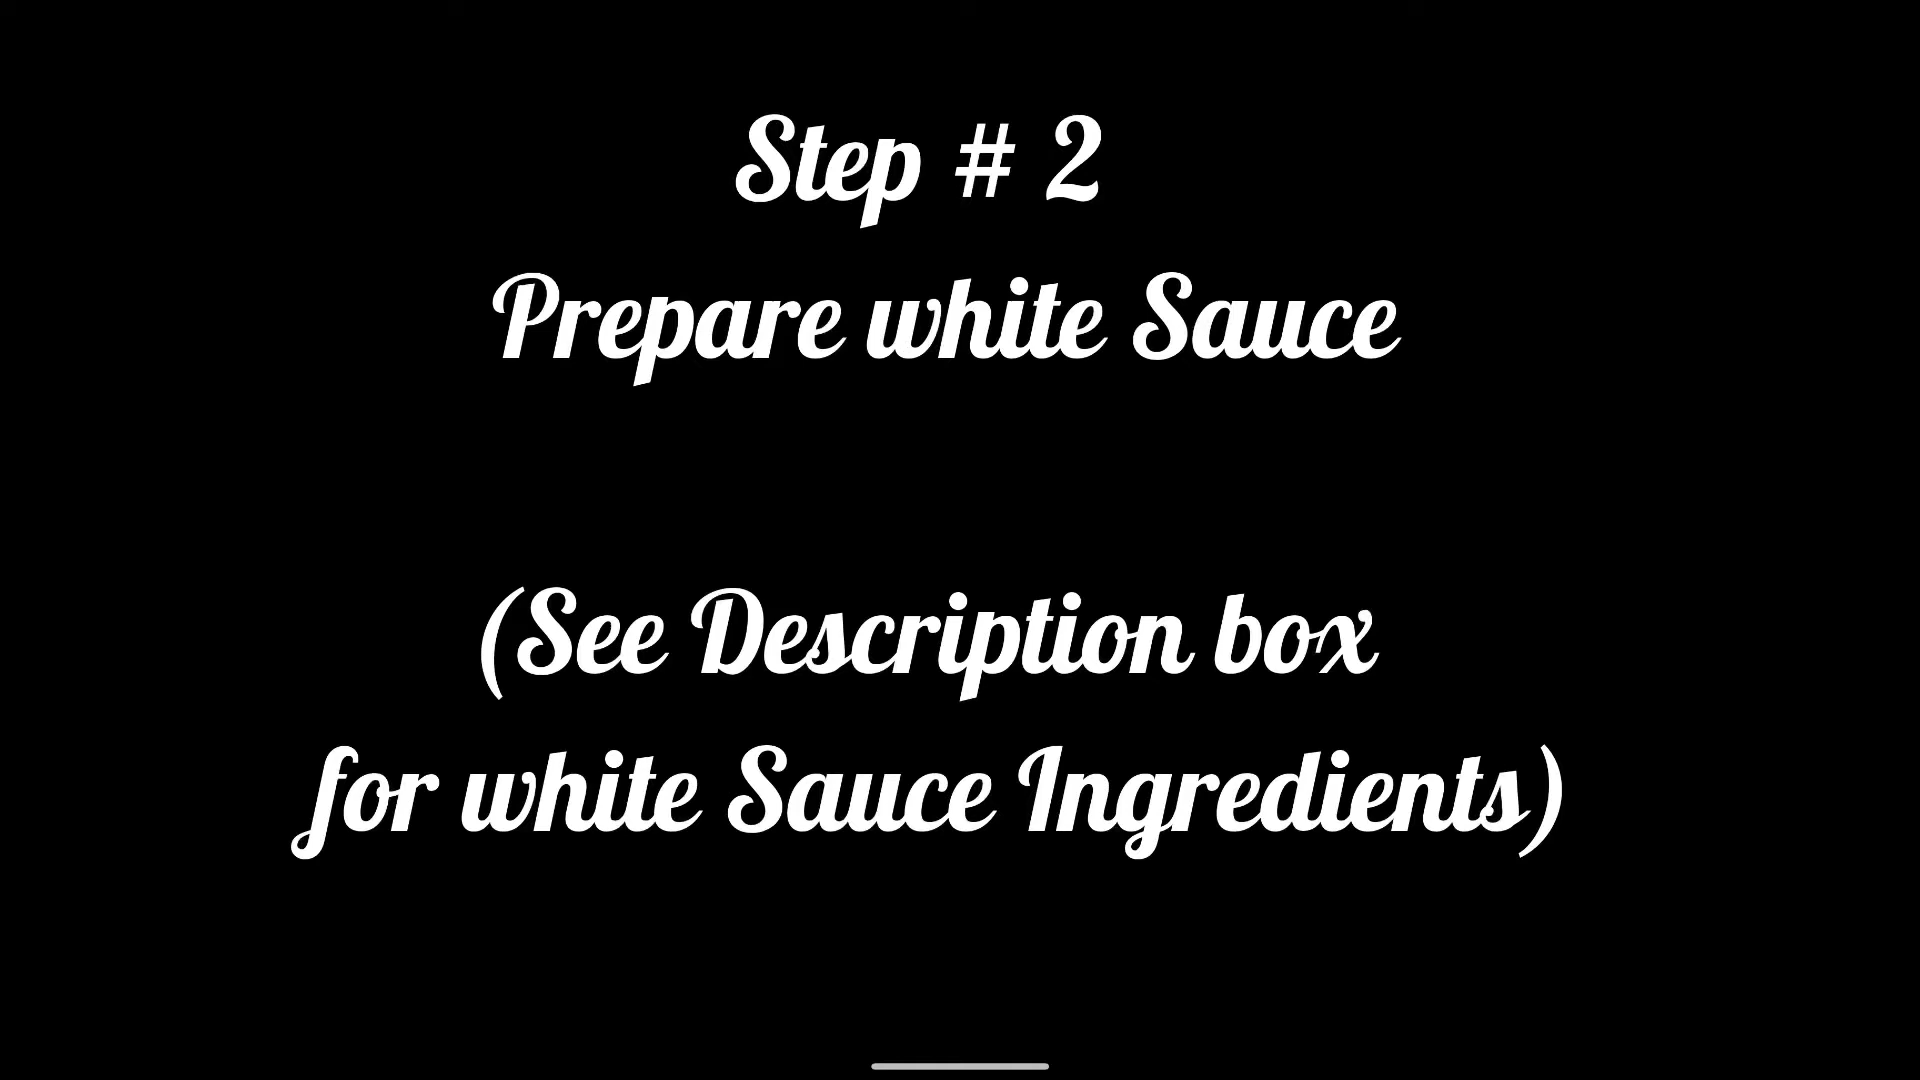 Step # 2
Prepare white Sauce
(See Description box
for white Sauce Ingredients)